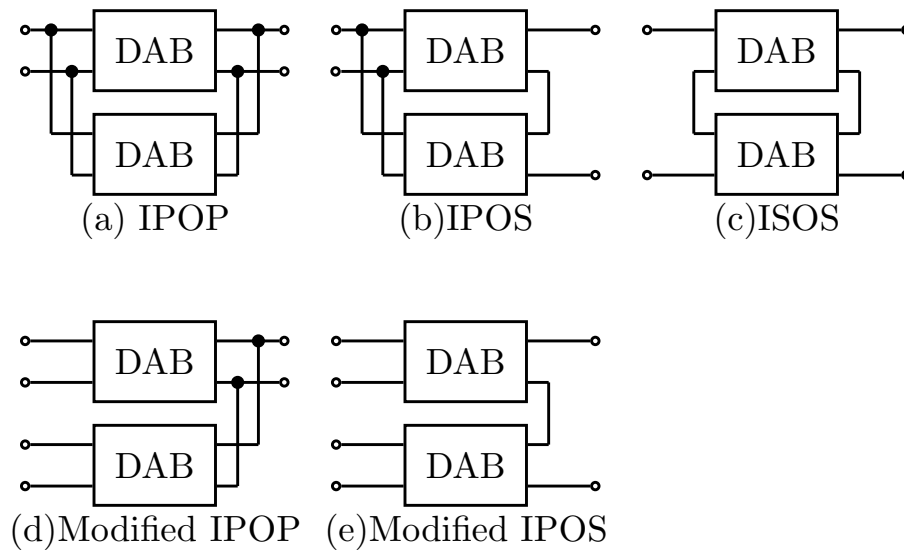 DAB DAB DAB
DAB DAB DAB
(a) IPOP (b)IPOS (c)ISOS
DAB DAB
DAB DAB
(d)Modified IPOP (e)Modified IPOS